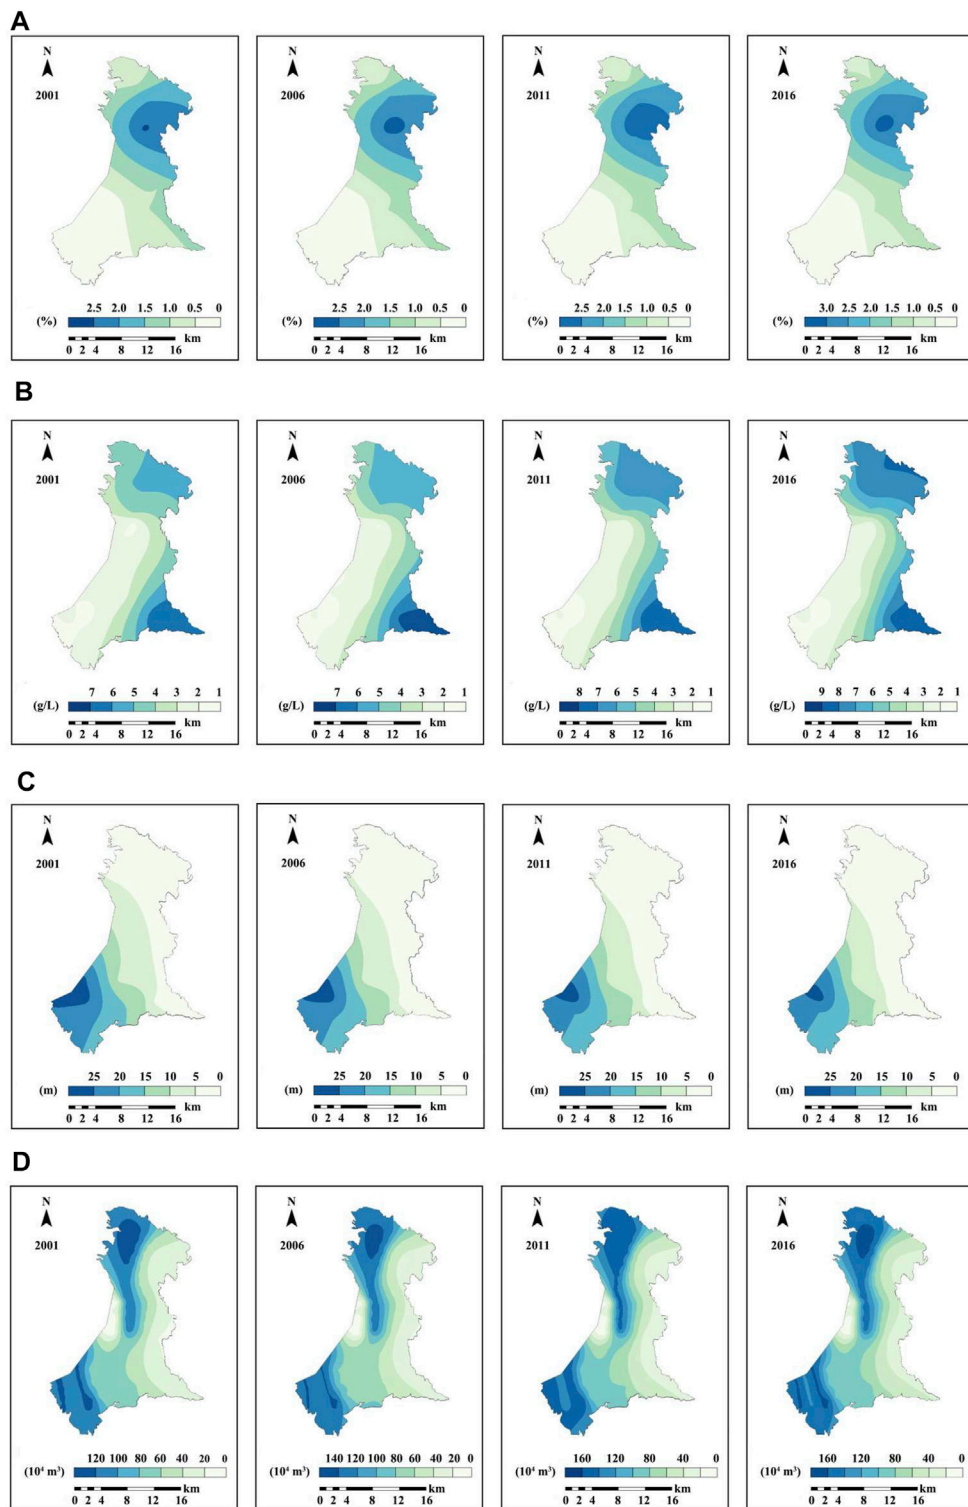 A
N N N N
2001 2006 2011 2016
2.5 2.0 1.5 1.0 0.5 0 2.5 2.0 1.0 0.5 0 2.5 2.0 1.5 1.0 0.5 0 3.0 2.5 2.0 1.5 1.0 0.5 0
(%) (%) (%) (%)
km km km km
0 2 4 8 12 16 0 2 4 8 12 16 0 2 4 8 12 16 0 2 4 8 12 16
B
N N N N
2001 2006 2011 2016
7 6 5 4 3 2 1 7 6 5 4 3 2 1 8 7 6 5 4 3 2 1 9 8 7 6 5 4 3 2 1
(g/L) (g/L) (g/L) (g/L)
km km km km
0 2 4 8 12 16 0 2 4 8 12 16 0 2 4 8 12 16 0 2 4 8 12 16
C
N N N N
2001 2006 2011 2016
25 20 15 10 5 0 25 20 15 10 5 0 25 20 15 10 5 0 25 20 15 10 5 0
(m) (m) (m) (m)
km km km km
0 2 4 8 12 16 0 2 4 8 12 16 0 2 4 8 12 16 0 2 4 8 12 16
D
N N N N
2001 2006 2011 2016
120 100 80 60 40 20 0 140 120 100 80 60 40 20 0 160 120 80 40 0 160 120 80 40 0
(10⁴ m³) (10⁴ m³) (10⁴ m³) (10⁴ m³)
km km km km
0 2 4 8 12 16 0 2 4 8 12 16 0 2 4 8 12 16 0 2 4 8 12 16